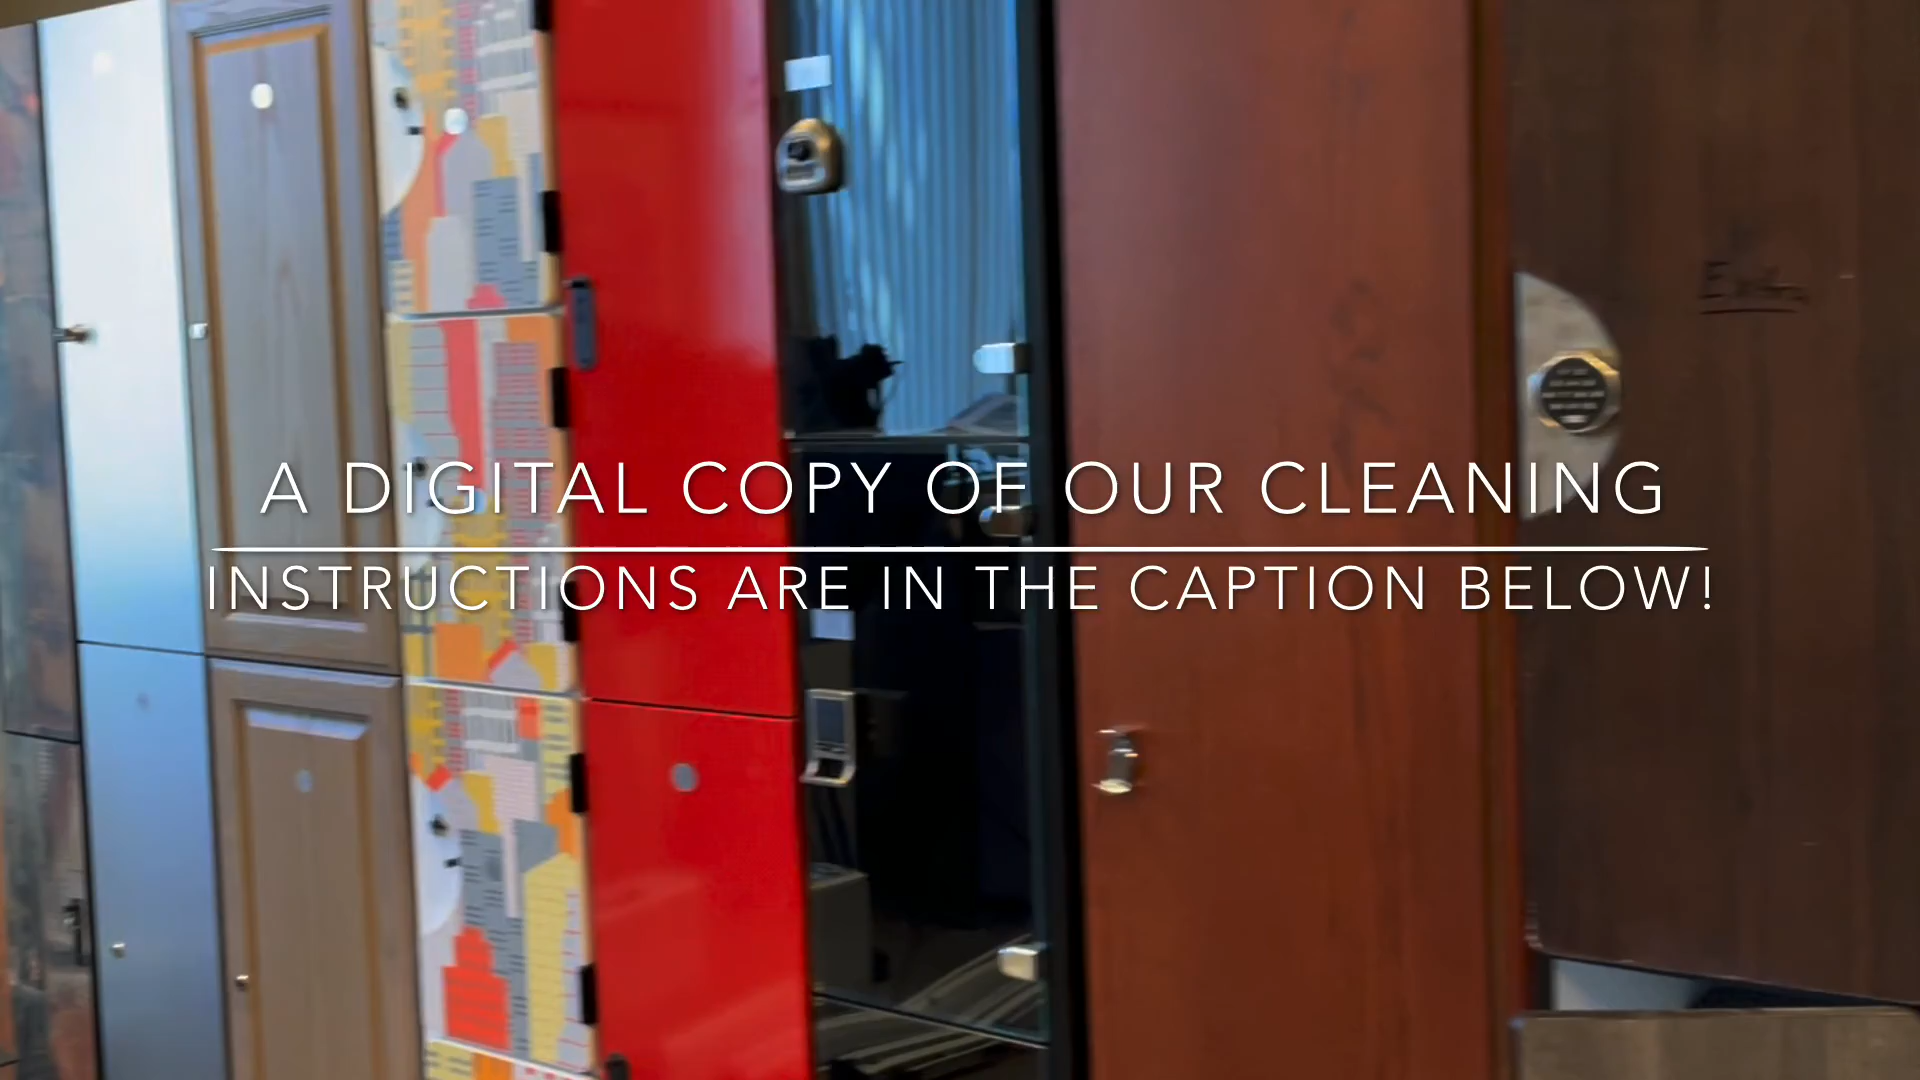 A DIGITAL COPY OF OUR CLEANING
INSTRUCTIONS ARE IN THE CAPTION BELOW!